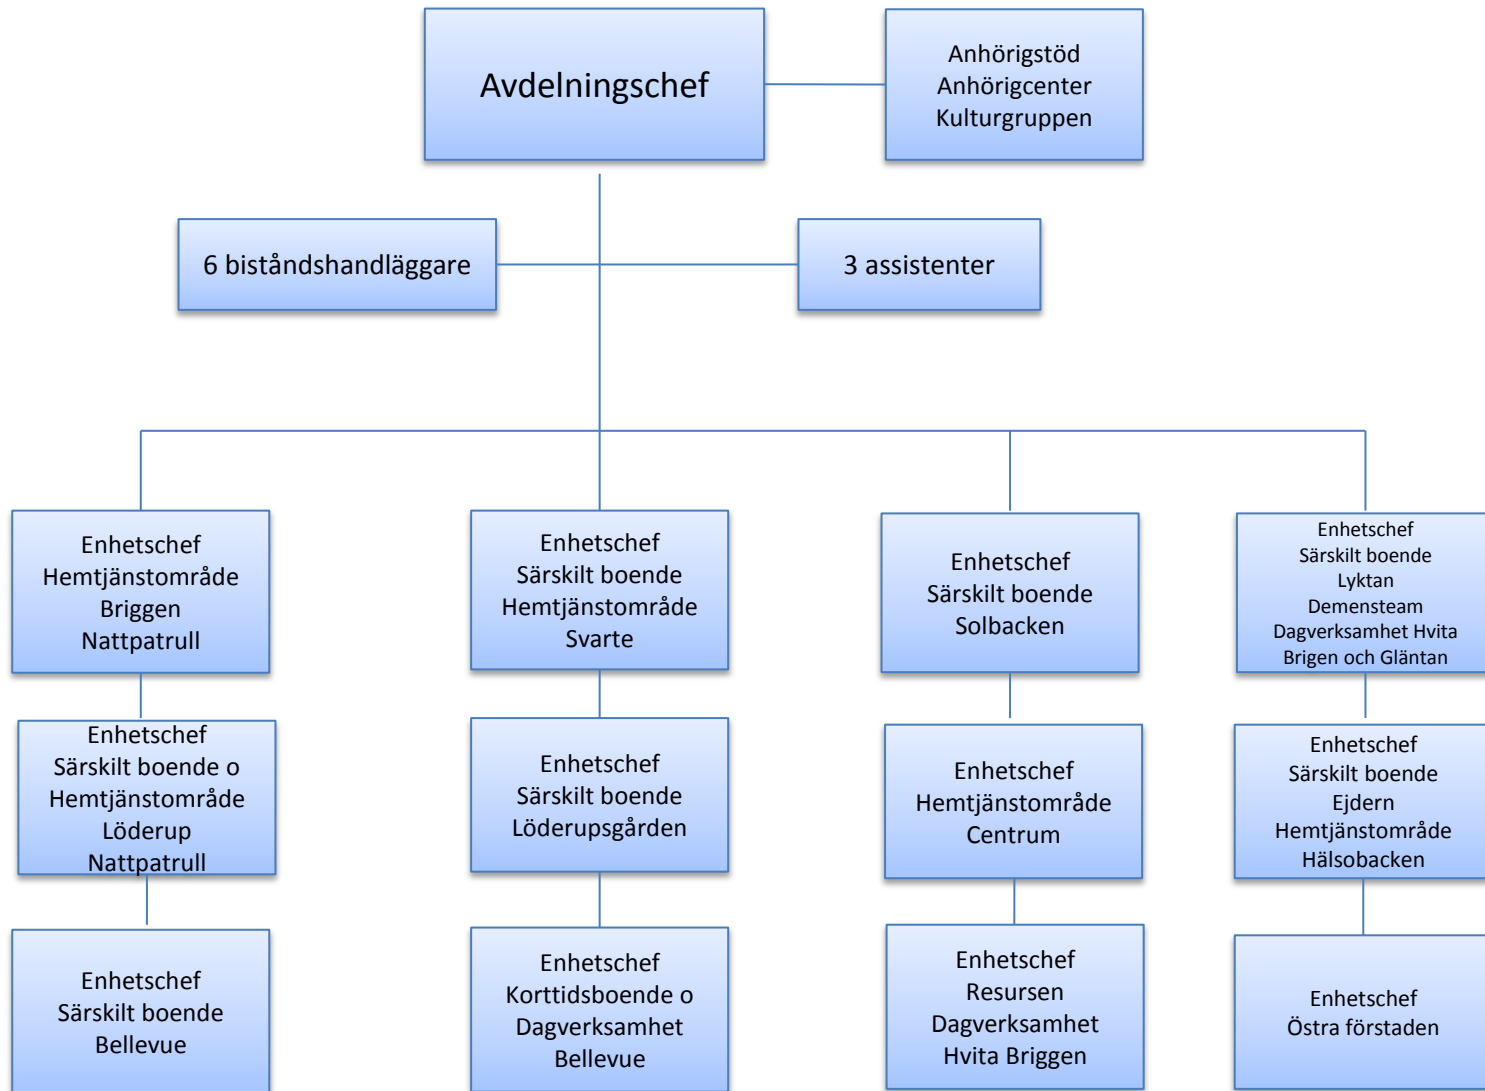 Avdelningschef
Anhörigstöd
Anhörigcenter
Kulturgruppen
6 biståndshandläggare
3 assistenter
Enhetschef
Hemtjänstområde
Briggen
Nattpatrull
Enhetschef
Särskilt boende
Hemtjänstområde
Svarte
Enhetschef
Särskilt boende
Solbacken
Enhetschef
Särskilt boende
Lyktan
Demensteam
Dagverksamhet Hvita
Brigen och Gläntan
Enhetschef
Särskilt boende o
Hemtjänstområde
Löderup
Nattpatrull
Enhetschef
Särskilt boende
Löderupsgården
Enhetschef
Hemtjänstområde
Centrum
Enhetschef
Särskilt boende
Ejdern
Hemtjänstområde
Hälsobacken
Enhetschef
Särskilt boende
Bellevue
Enhetschef
Korttidsboende o
Dagverksamhet
Bellevue
Enhetschef
Resursen
Dagverksamhet
Hvita Briggen
Enhetschef
Östra förstaden